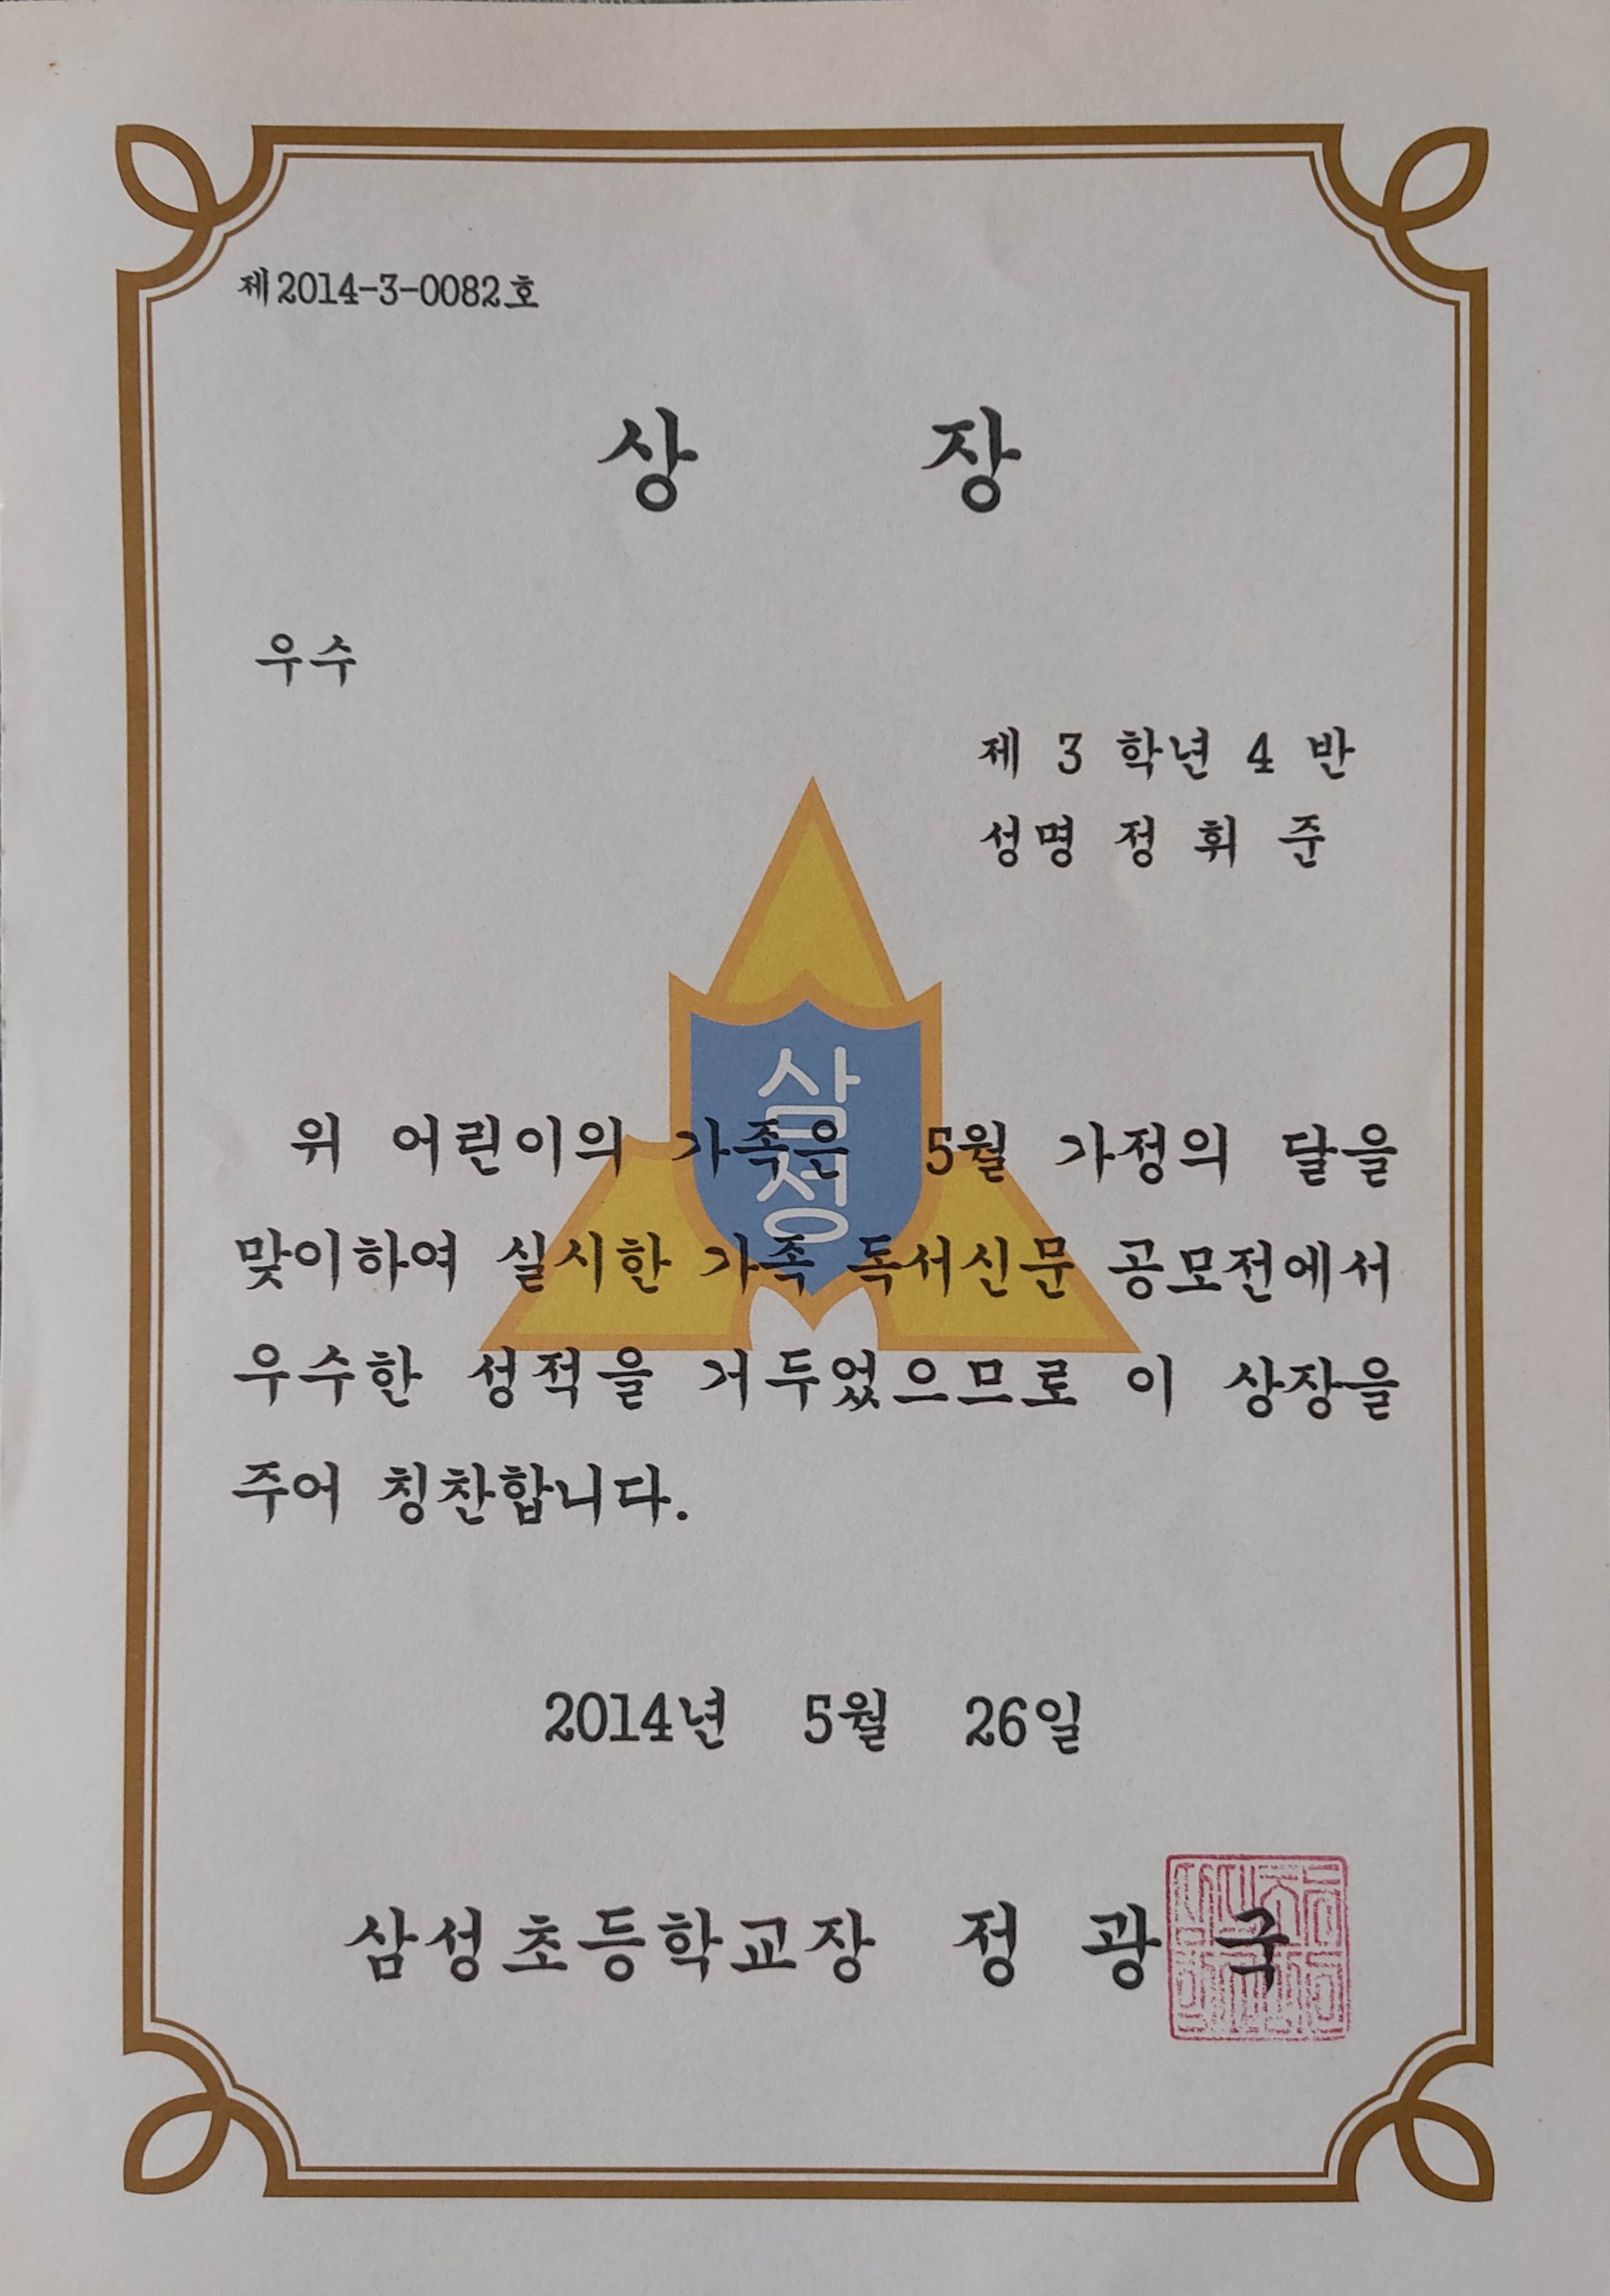 제2014-3-0082호
상 장
우수
제 3 학년 4 반
성명 정 휘 준
삼성
위 어린이의 가족은 5월 가정의 달을
맞이하여 실시한 가족 독서신문 공모전에서
우수한 성적을 거두었으므로 이 상장을
주어 칭찬합니다.
2014년 5월 26일
삼성초등학교장 정 광 국